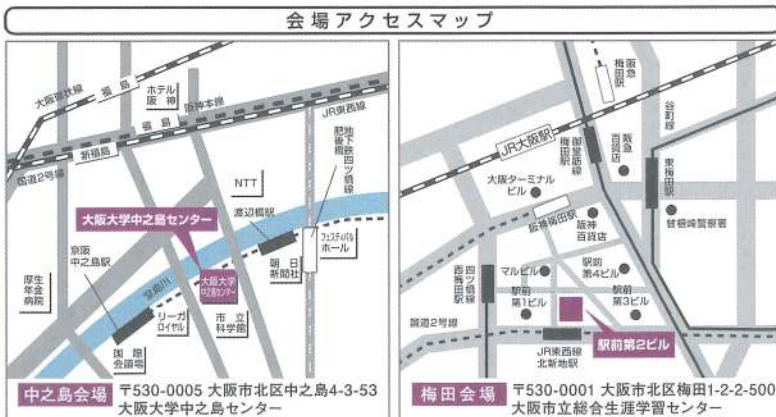 会場アクセスマップ
大阪環状線
福島
ホテル
阪神
阪神本線
JR東西線
福島
新福島
国道2号線
地下鉄四つ橋線
肥後橋
NTT
大阪大学中之島センター
渡辺橋駅
フェスティバル
ホール
京阪
中之島駅
朝日
新聞社
大阪大学
中之島センター
厚生
年金
病院
堂島川
リーガ
ロイヤル
市立
科学館
国際
会議場
中之島会場
〒530-0005 大阪市北区中之島4-3-53
大阪大学中之島センター
阪急
梅田駅
谷町線
JR大阪駅
御堂筋線
梅田駅
阪急
百貨店
東梅田駅
大阪ターミナル
ビル
阪神梅田駅
阪神
百貨店
曽根崎警察署
四ツ橋線
西梅田駅
マルビル
駅前
第4ビル
駅前
第1ビル
駅前
第3ビル
国道2号線
駅前第2ビル
JR東西線
北新地駅
梅田会場
〒530-0001 大阪市北区梅田1-2-2-500
大阪市立総合生涯学習センター